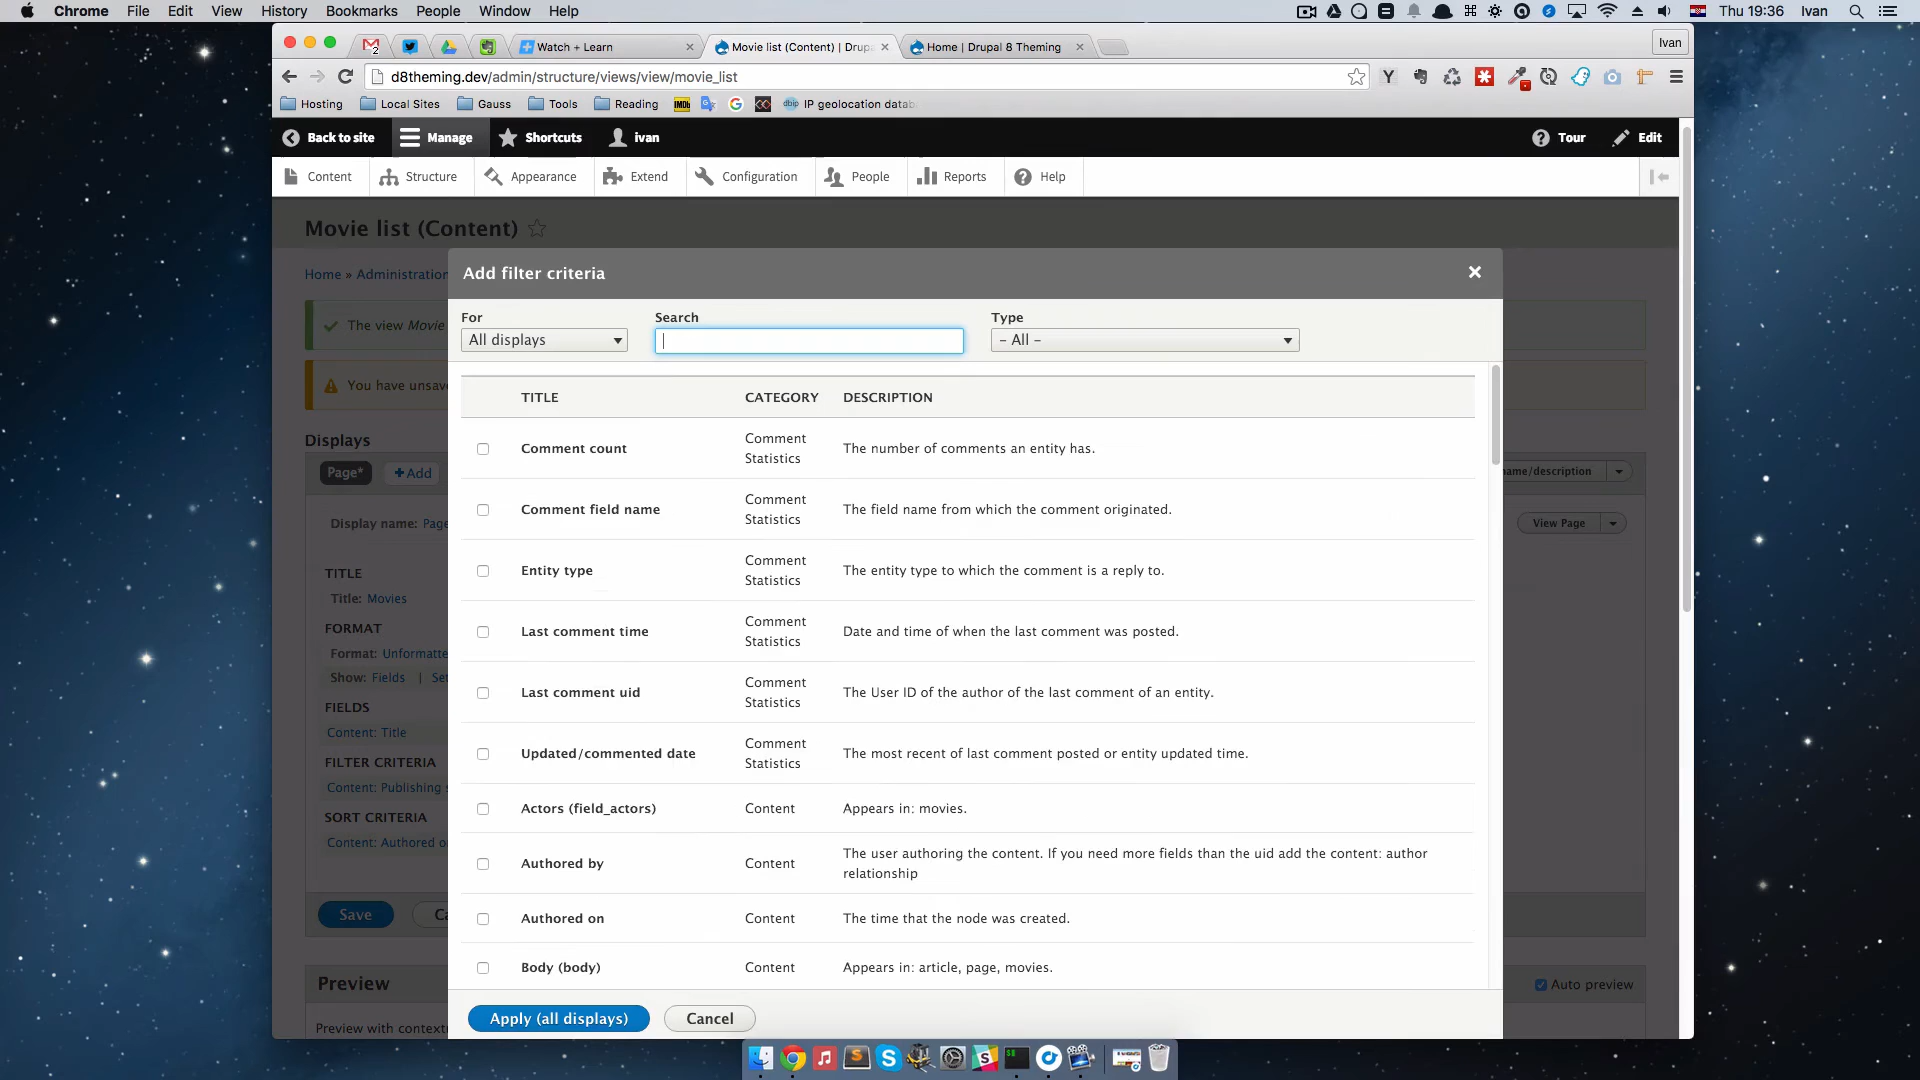 Chrome File Edit View History Bookmarks People Window Help
Thu 19:36 Ivan
2 Watch + Learn Movie list (Content) | Drup Home | Drupal 8 Theming Ivan
d8theming.dev/admin/structure/views/view/movie_list
Hosting Local Sites Gauss Tools Reading IMDb IP geolocation datab
Back to site Manage Shortcuts ivan Tour Edit
Content Structure Appearance Extend Configuration People Reports Help
Movie list (Content)
Home » Administration
The view Movie
You have unsav
Displays
Page* + Add
name/description
Display name: Page
View Page
TITLE
Title: Movies
FORMAT
Format: Unformatte
Show: Fields | Set
FIELDS
Content: Title
FILTER CRITERIA
Content: Publishing s
SORT CRITERIA
Content: Authored o
Save Ca
Preview
Auto preview
Preview with context
Add filter criteria
For Search Type
All displays - All -
TITLE CATEGORY DESCRIPTION
Comment count Comment Statistics The number of comments an entity has.
Comment field name Comment Statistics The field name from which the comment originated.
Entity type Comment Statistics The entity type to which the comment is a reply to.
Last comment time Comment Statistics Date and time of when the last comment was posted.
Last comment uid Comment Statistics The User ID of the author of the last comment of an entity.
Updated/commented date Comment Statistics The most recent of last comment posted or entity updated time.
Actors (field_actors) Content Appears in: movies.
Authored by Content The user authoring the content. If you need more fields than the uid add the content: author
relationship
Authored on Content The time that the node was created.
Body (body) Content Appears in: article, page, movies.
Apply (all displays) Cancel